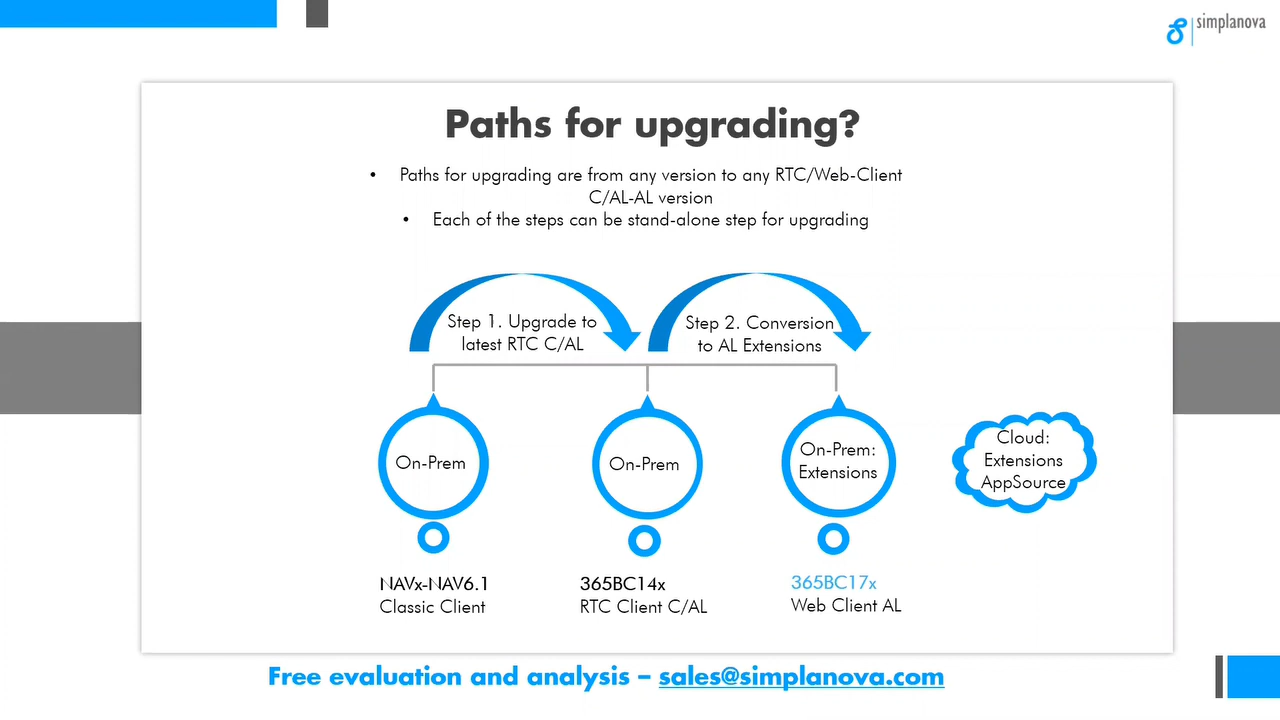 simplanova
Paths for upgrading?
• Paths for upgrading are from any version to any RTC/Web-Client
C/AL-AL version
• Each of the steps can be stand-alone step for upgrading
Step 1. Upgrade to
latest RTC C/AL
Step 2. Conversion
to AL Extensions
On-Prem
On-Prem
On-Prem:
Extensions
Cloud:
Extensions
AppSource
NAVx-NAV6.1
Classic Client
365BC14x
RTC Client C/AL
365BC17x
Web Client AL
Free evaluation and analysis – sales@simplanova.com